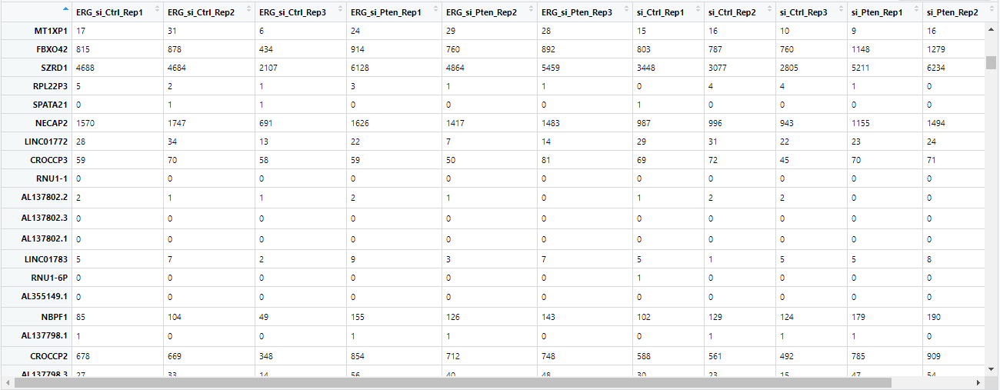 ERG_si_Ctrl_Rep1 ERG_si_Ctrl_Rep2 ERG_si_Ctrl_Rep3 ERG_si_Pten_Rep1 ERG_si_Pten_Rep2 ERG_si_Pten_Rep3 si_Ctrl_Rep1 si_Ctrl_Rep2 si_Ctrl_Rep3 si_Pten_Rep1 si_Pten_Rep2
MT1XP1 17 31 6 24 29 28 15 16 10 9 16
FBXO42 815 878 434 914 760 892 803 787 760 1148 1279
SZRD1 4688 4684 2107 6128 4864 5459 3448 3077 2805 5211 6234
RPL22P3 5 2 1 3 1 1 0 4 4 1 0
SPATA21 0 1 1 0 0 0 1 0 0 0 0
NECAP2 1570 1747 691 1626 1417 1483 987 996 943 1155 1494
LINC01772 28 34 13 22 7 14 29 31 22 23 24
CROCCP3 59 70 58 59 50 81 69 72 45 70 71
RNU1-1 0 0 0 0 0 0 0 0 0 0 0
AL137802.2 2 1 1 2 1 0 1 2 2 0 0
AL137802.3 0 0 0 0 0 0 0 0 0 0 0
AL137802.1 0 0 0 0 0 0 0 0 0 0 0
LINC01783 5 7 2 9 3 7 5 1 5 5 8
RNU1-6P 0 0 0 0 0 0 1 0 0 0 0
AL355149.1 0 0 0 0 0 0 0 0 0 0 0
NBPF1 85 104 49 155 126 143 102 129 124 179 190
AL137798.1 1 0 0 1 1 0 0 1 1 1 0
CROCCP2 678 669 348 854 712 748 588 561 492 785 909
AL137798.3 27 33 14 56 40 48 30 23 15 47 54